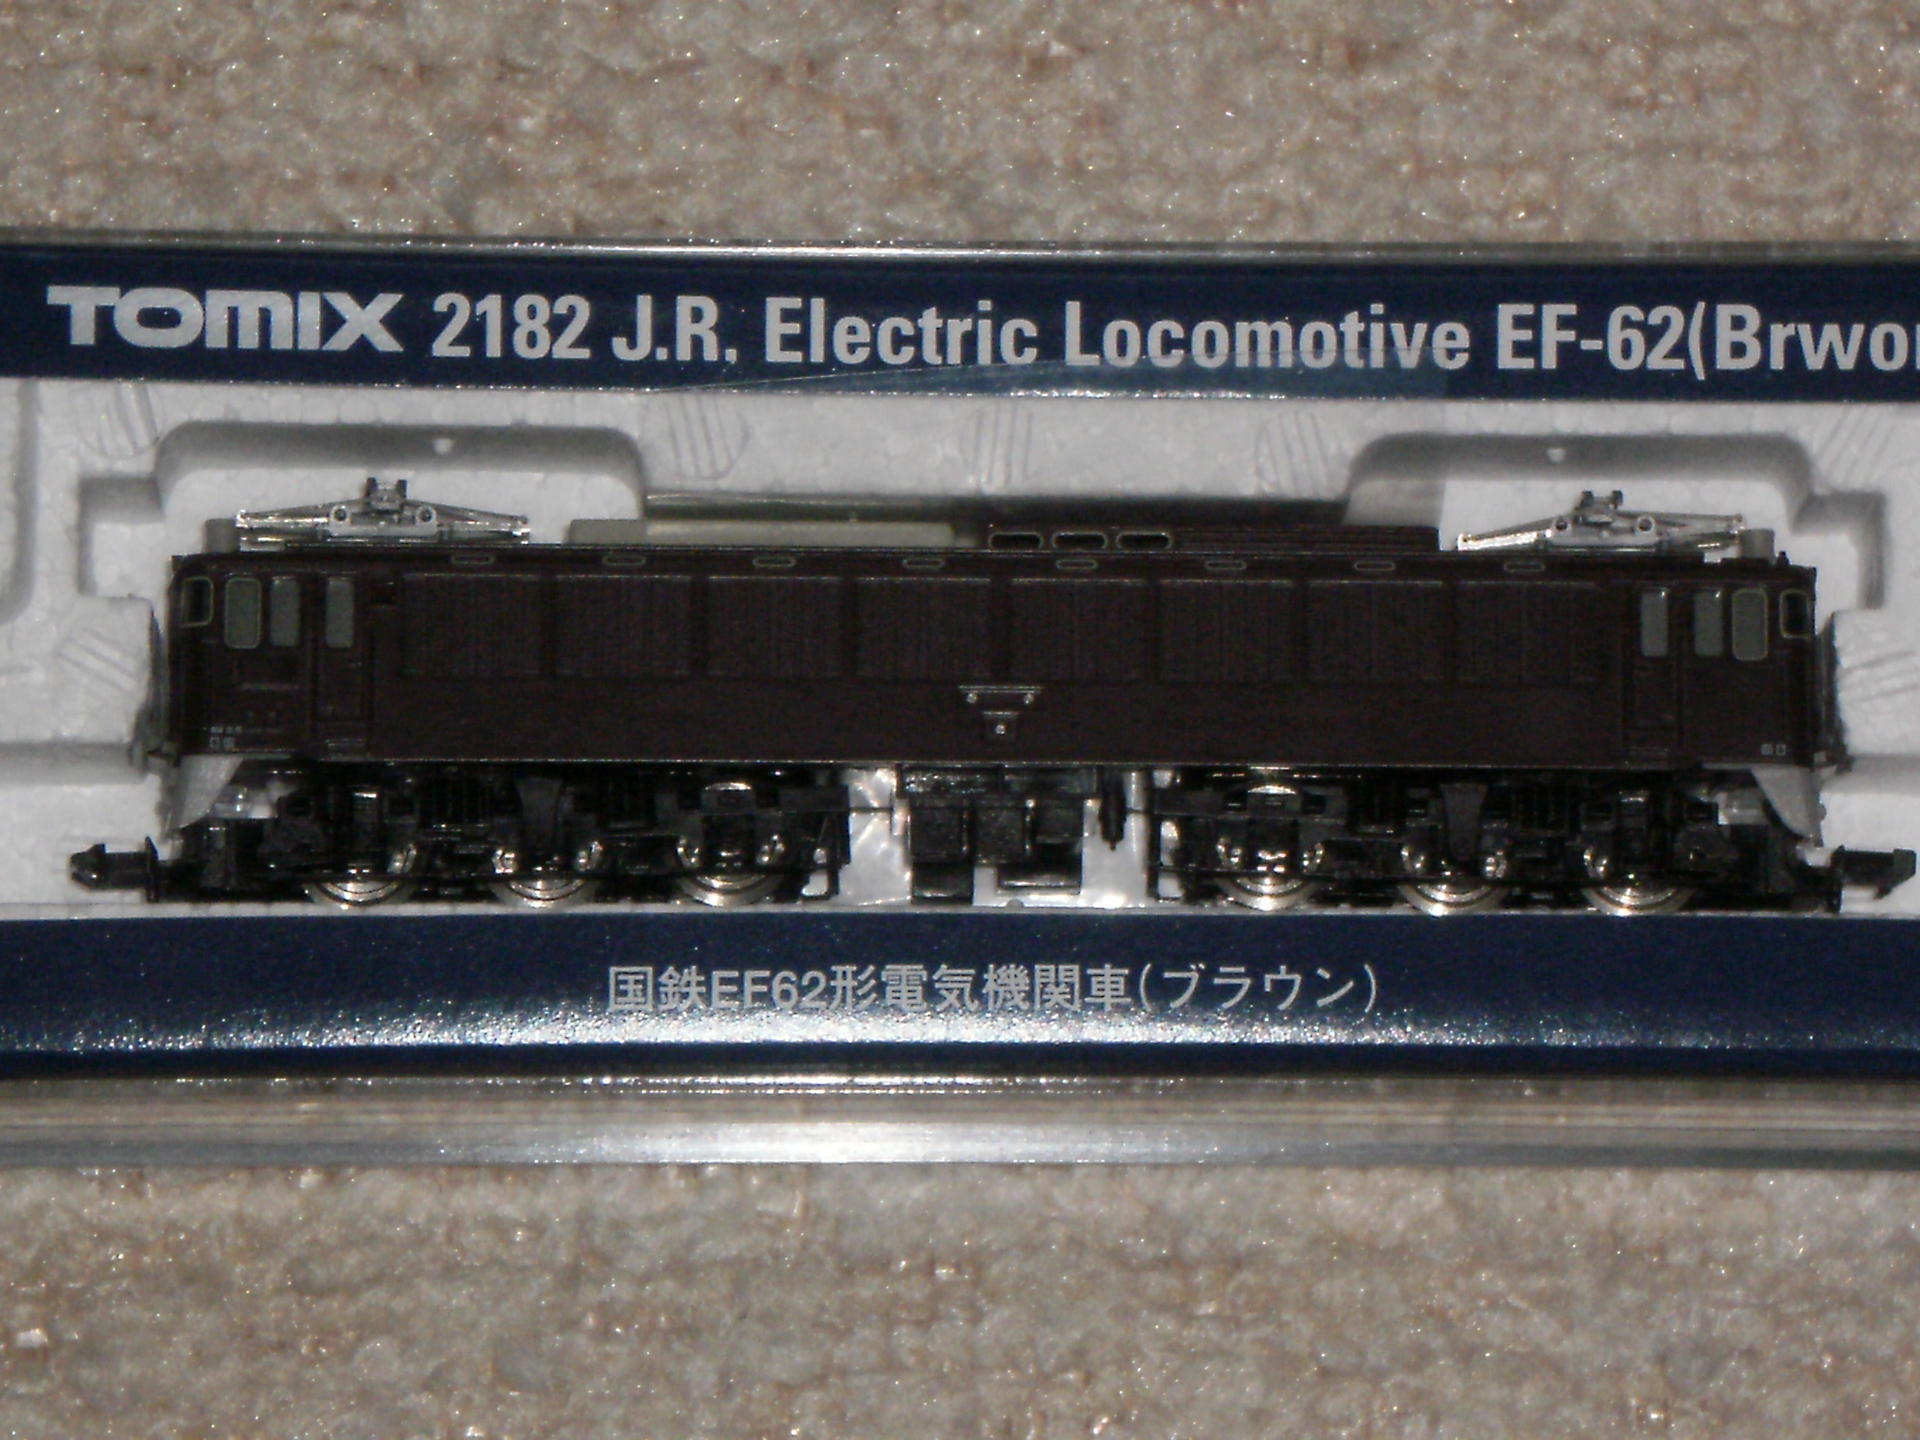 TOMIX 2182 J.R. Electric Locomotive EF-62(Brwo
国鉄EF62形電気機関車(ブラウン)